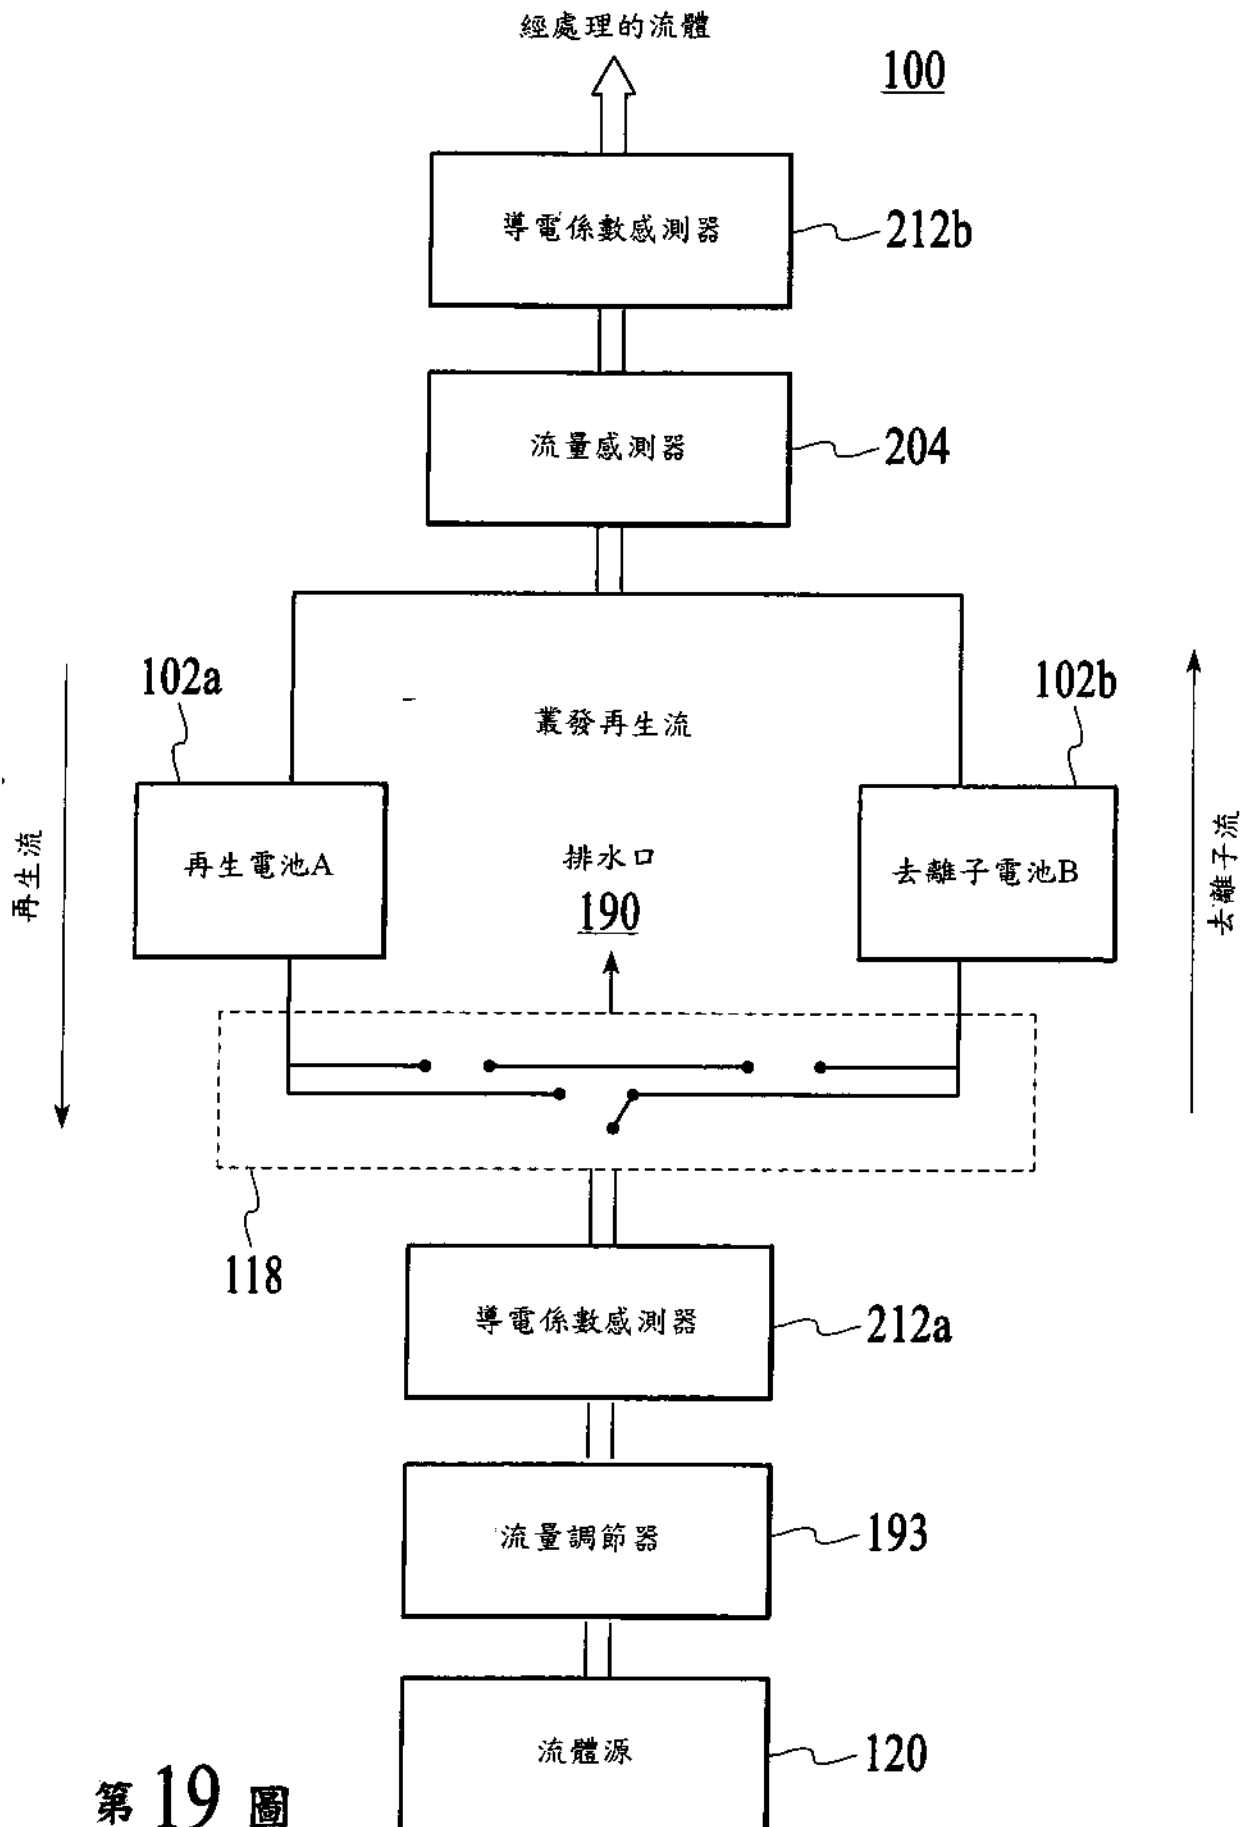 經處理的流體
100
導電係數感測器
212b
流量感測器
204
102a
102b
叢發再生流
再生流
再生電池A
排水口
190
去離子電池B
去離子流
118
導電係數感測器
212a
流量調節器
193
流體源
120
第19圖